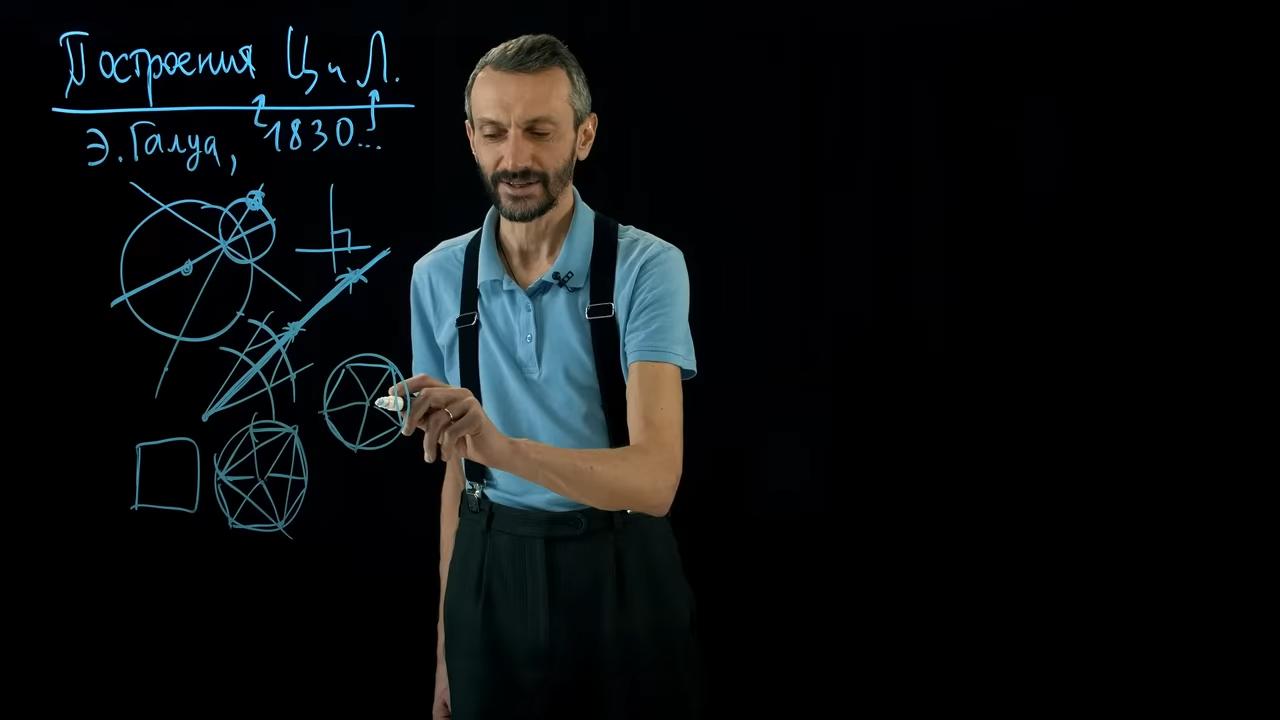 Построения Ц и Л.
Э. Галуа, 1830...